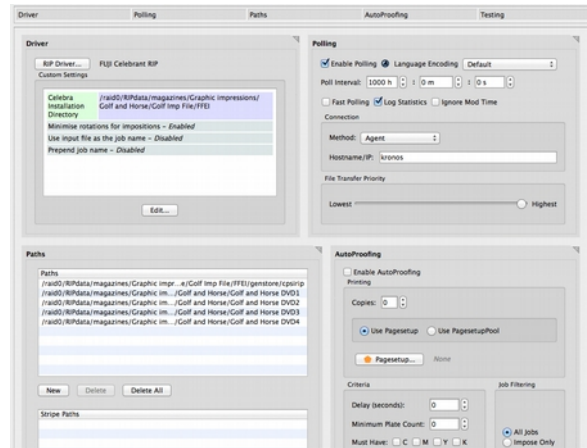 Driver Polling Paths AutoProofing Testing
Driver
RIP Driver... FUJI Celebrant RIP
Custom Settings
Celebra Installation Directory
/raid0/RIPdata/magazines/Graphic impressions/
Golf and Horse/Golf Imp File/FFEI
Minimise rotations for impositions – Enabled
Use input file as the job name – Disabled
Prepend job name – Disabled
Edit...
Polling
Enable Polling Language Encoding Default
Poll Interval: 1000 h : 0 m : 0 s
Fast Polling Log Statistics Ignore Mod Time
Connection
Method: Agent
Hostname/IP: kronos
File Transfer Priority
Lowest Highest
Paths
Paths
/raid0/RIPdata/magazines/Graphic impr...e/Golf Imp File/FFEI/genstore/cpsirip
/raid0/RIPdata/magazines/Graphic im.../Golf and Horse/Golf and Horse DVD1
/raid0/RIPdata/magazines/Graphic im.../Golf and Horse/Golf and Horse DVD2
/raid0/RIPdata/magazines/Graphic im.../Golf and Horse/Golf and Horse DVD3
/raid0/RIPdata/magazines/Graphic im.../Golf and Horse/Golf and Horse DVD4
New Delete Delete All
Stripe Paths
AutoProofing
Enable AutoProofing
Printing
Copies: 0
Use Pagesetup Use PagesetupPool
Pagesetup... None
Criteria
Delay (seconds): 0
Minimum Plate Count: 0
Must Have: C M Y K
Job Filtering
All Jobs
Impose Only